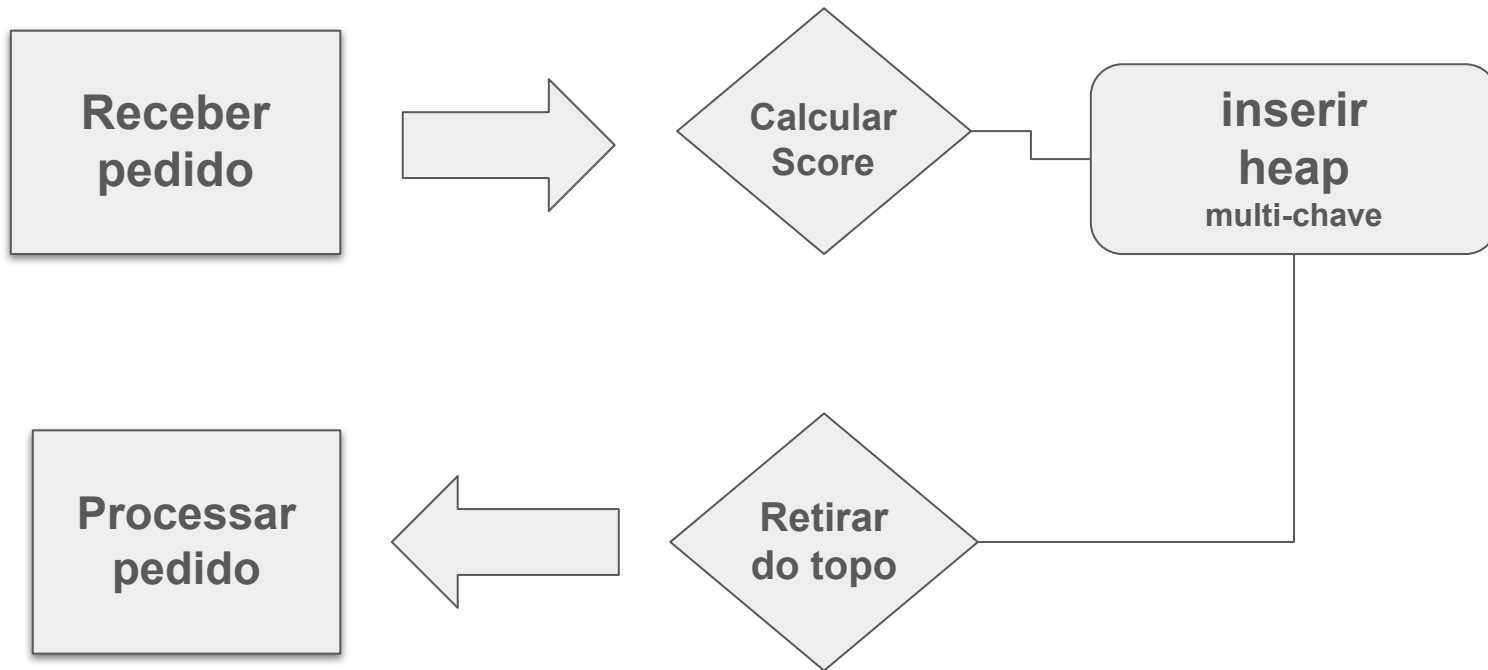 Receber
pedido
Calcular
Score
inserir
heap
multi-chave
Processar
pedido
Retirar
do topo